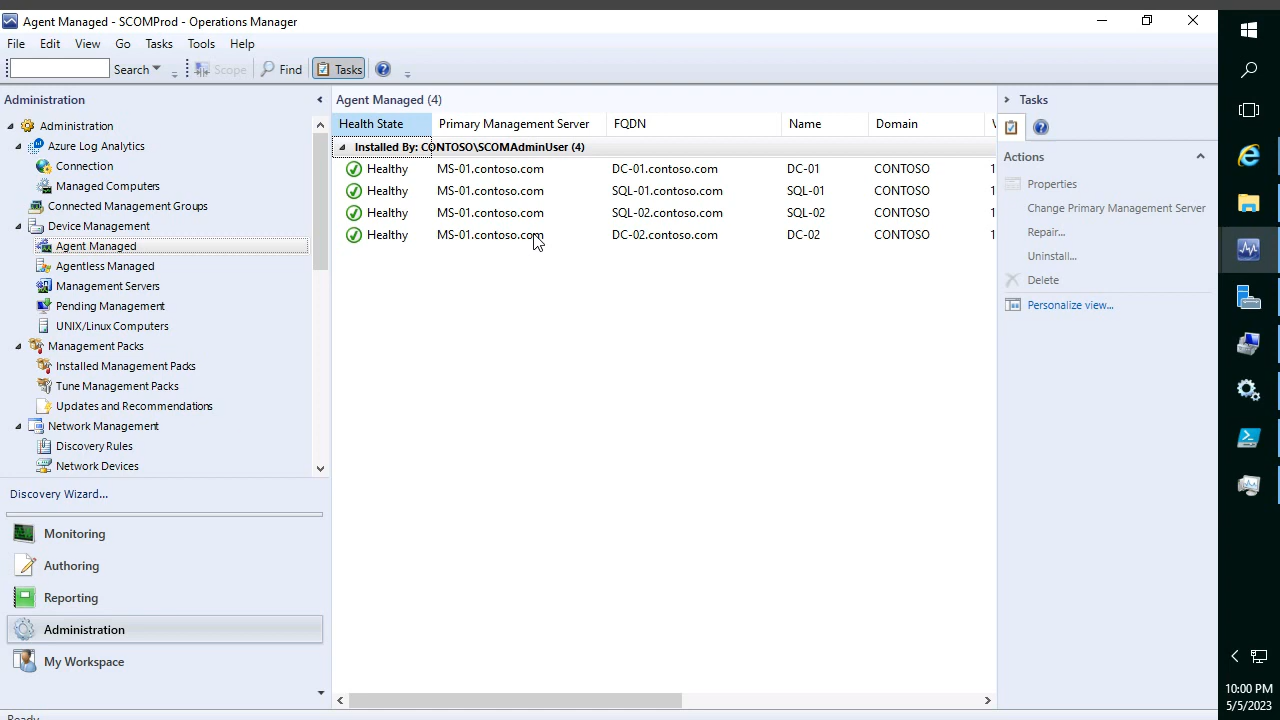 Agent Managed - SCOMProd - Operations Manager
File Edit View Go Tasks Tools Help
Search Scope Find Tasks
Administration
Administration
Azure Log Analytics
Connection
Managed Computers
Connected Management Groups
Device Management
Agent Managed
Agentless Managed
Management Servers
Pending Management
UNIX/Linux Computers
Management Packs
Installed Management Packs
Tune Management Packs
Updates and Recommendations
Network Management
Discovery Rules
Network Devices
Discovery Wizard...
Monitoring
Authoring
Reporting
Administration
My Workspace
Agent Managed (4)
Health State Primary Management Server FQDN Name Domain
Installed By: CONTOSO\SCOMAdminUser (4)
Healthy MS-01.contoso.com DC-01.contoso.com DC-01 CONTOSO 1
Healthy MS-01.contoso.com SQL-01.contoso.com SQL-01 CONTOSO 1
Healthy MS-01.contoso.com SQL-02.contoso.com SQL-02 CONTOSO 1
Healthy MS-01.contoso.com DC-02.contoso.com DC-02 CONTOSO 1
Tasks
Actions
Properties
Change Primary Management Server
Repair...
Uninstall...
Delete
Personalize view...
10:00 PM
5/5/2023
Ready